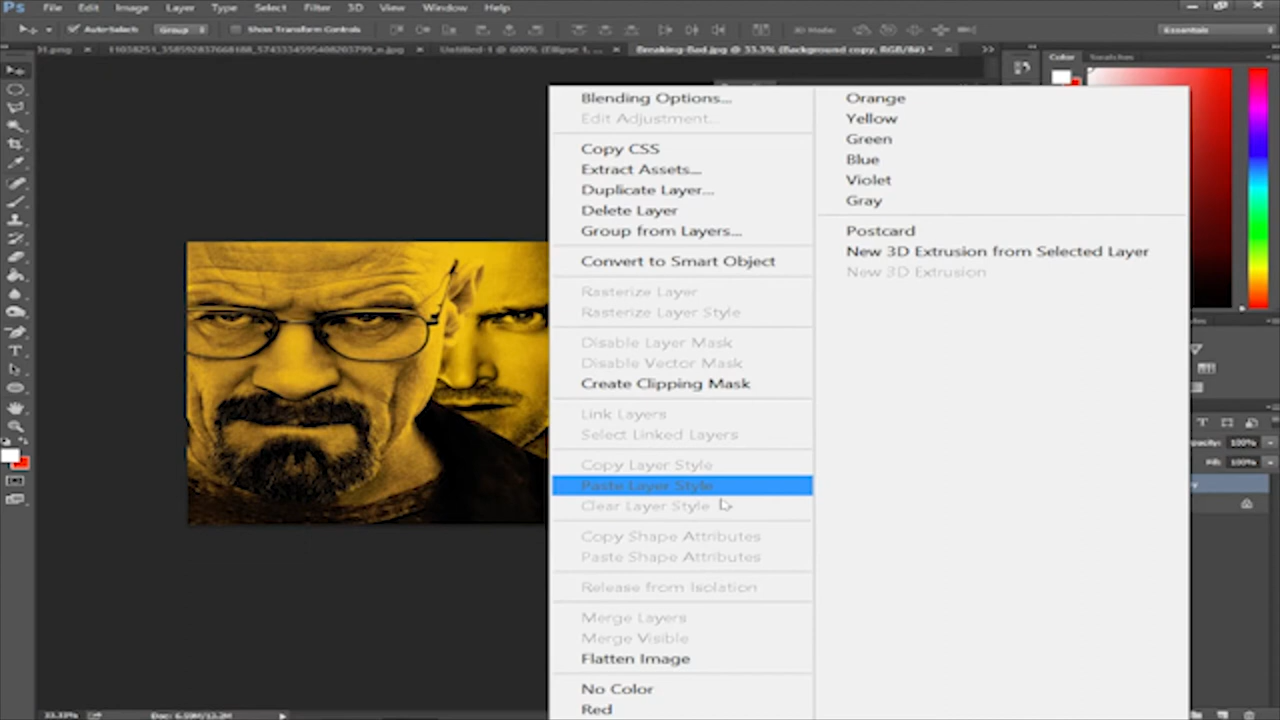 Ps File Edit Image Layer Type Select Filter 3D View Window Help
Auto-Select: Group Show Transform Controls 3D Mode: Essentials
Untitled-1 @ 600% (Ellipse 1, Breaking-Bad.jpg @ 33.3% (Background copy, RGB/8#) *
Color Swatches
Blending Options...
Edit Adjustment...
Copy CSS
Extract Assets...
Duplicate Layer...
Delete Layer
Group from Layers...
Convert to Smart Object
Rasterize Layer
Rasterize Layer Style
Disable Layer Mask
Disable Vector Mask
Create Clipping Mask
Link Layers
Select Linked Layers
Copy Layer Style
Paste Layer Style
Clear Layer Style
Copy Shape Attributes
Paste Shape Attributes
Release from Isolation
Merge Layers
Merge Visible
Flatten Image
No Color
Red
Orange
Yellow
Green
Blue
Violet
Gray
Postcard
New 3D Extrusion from Selected Layer
New 3D Extrusion
Opacity: 100%
Fill: 100%
33.33% Doc: 6.59M/13.2M